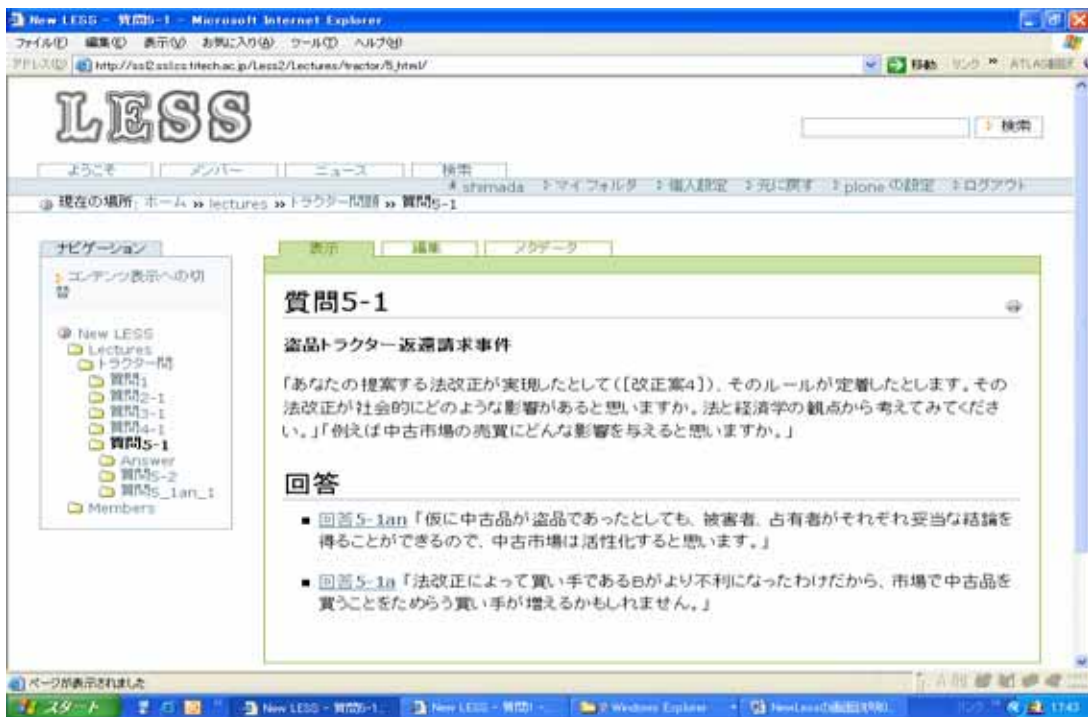 New LESS - 質問5-1 - Microsoft Internet Explorer
ファイル(F) 編集(E) 表示(V) お気に入り(A) ツール(T) ヘルプ(H)
アドレス(D)
移動 リンク
LESS
検索
ようこそ メンバー ニュース 検索
shimada マイフォルダ 個人設定 元に戻す plone の設定 ログアウト
現在の場所: ホーム » lectures » トラクター問題 » 質問5-1
ナビゲーション
表示 編集 メタデータ
コンテンツ表示への切
替
質問5-1
盗品トラクター返還請求事件
New LESS
Lectures
トラクター問
質問1
質問2-1
質問3-1
質問4-1
質問5-1
Answer
質問5-2
質問5_1an_1
Members
「あなたの提案する法改正が実現したとして([改正案4])、そのルールが定着したとします。その
法改正が社会的にどのような影響があると思いますか。法と経済学の観点から考えてみてくださ
い。」「例えば中古市場の売買にどんな影響を与えると思いますか。」
回答
回答5-1an「仮に中古品が盗品であったとしても、被害者、占有者がそれぞれ妥当な結論を
得ることができるので、中古市場は活性化すると思います。」
回答5-1a「法改正によって買い手であるBがより不利になったわけだから、市場で中古品を
買うことをためらう買い手が増えるかもしれません。」
ページが表示されました
スタート New LESS - 質問5-1... New LESS - 質問1 - 2 Windows Explorer 17:43